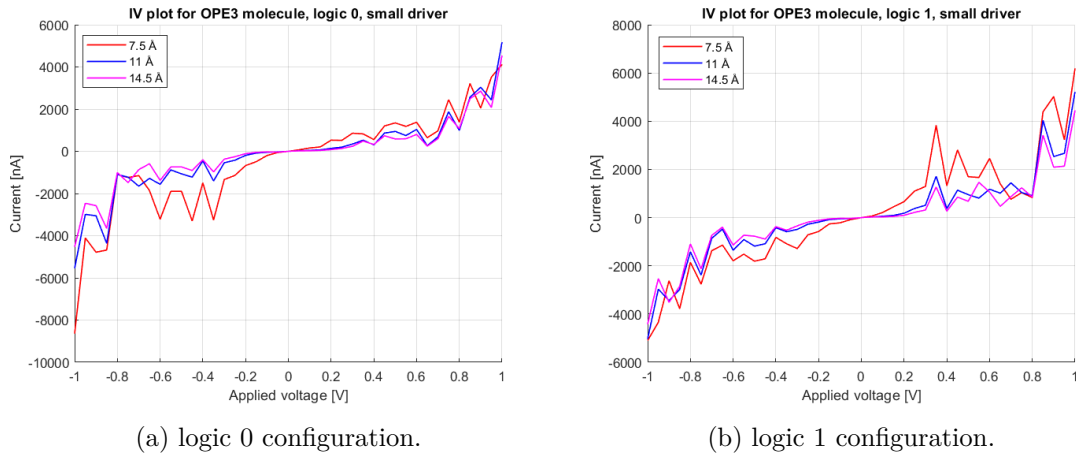 IV plot for OPE3 molecule, logic 0, small driver
6000
4000
2000
0
-2000
-4000
-6000
-8000
-10000
Current [nA]
7.5 Å
11 Å
14.5 Å
-1 -0.8 -0.6 -0.4 -0.2 0 0.2 0.4 0.6 0.8 1
Applied voltage [V]
(a) logic 0 configuration.
IV plot for OPE3 molecule, logic 1, small driver
8000
6000
4000
2000
0
-2000
-4000
-6000
Current [nA]
7.5 Å
11 Å
14.5 Å
-1 -0.8 -0.6 -0.4 -0.2 0 0.2 0.4 0.6 0.8 1
Applied voltage [V]
(b) logic 1 configuration.